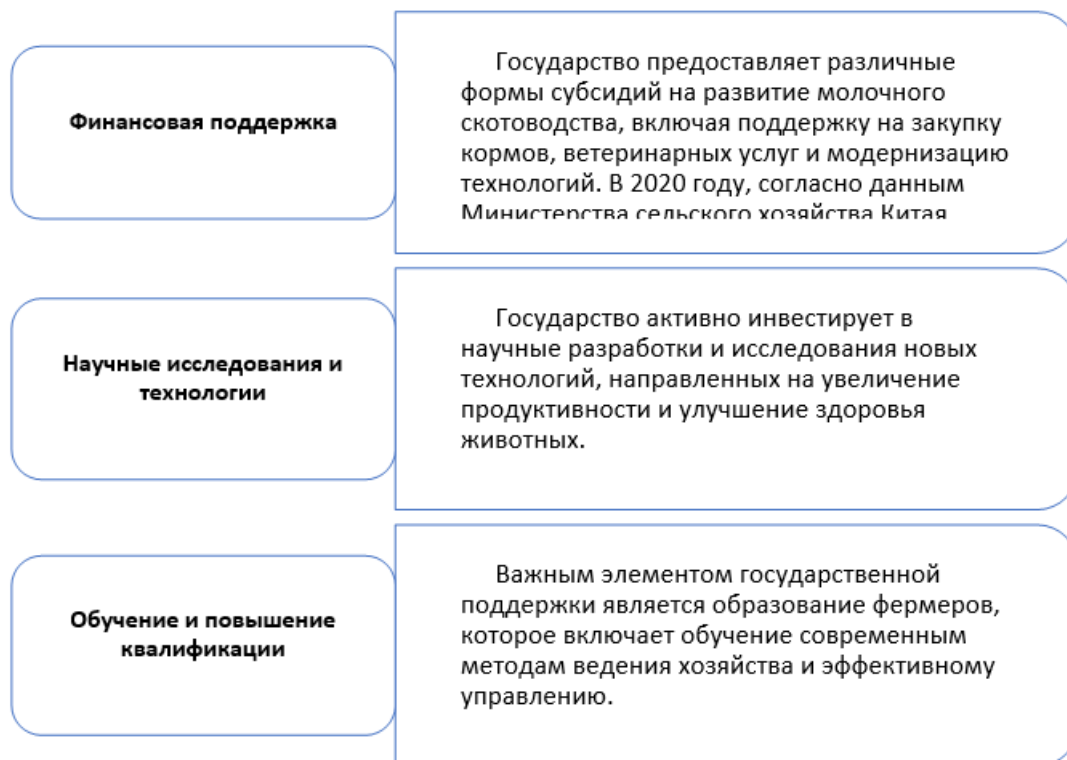 Финансовая поддержка
Государство предоставляет различные
формы субсидий на развитие молочного
скотоводства, включая поддержку на закупку
кормов, ветеринарных услуг и модернизацию
технологий. В 2020 году, согласно данным
Министерства сельского хозяйства Китая
Научные исследования и
технологии
Государство активно инвестирует в
научные разработки и исследования новых
технологий, направленных на увеличение
продуктивности и улучшение здоровья
животных.
Обучение и повышение
квалификации
Важным элементом государственной
поддержки является образование фермеров,
которое включает обучение современным
методам ведения хозяйства и эффективному
управлению.